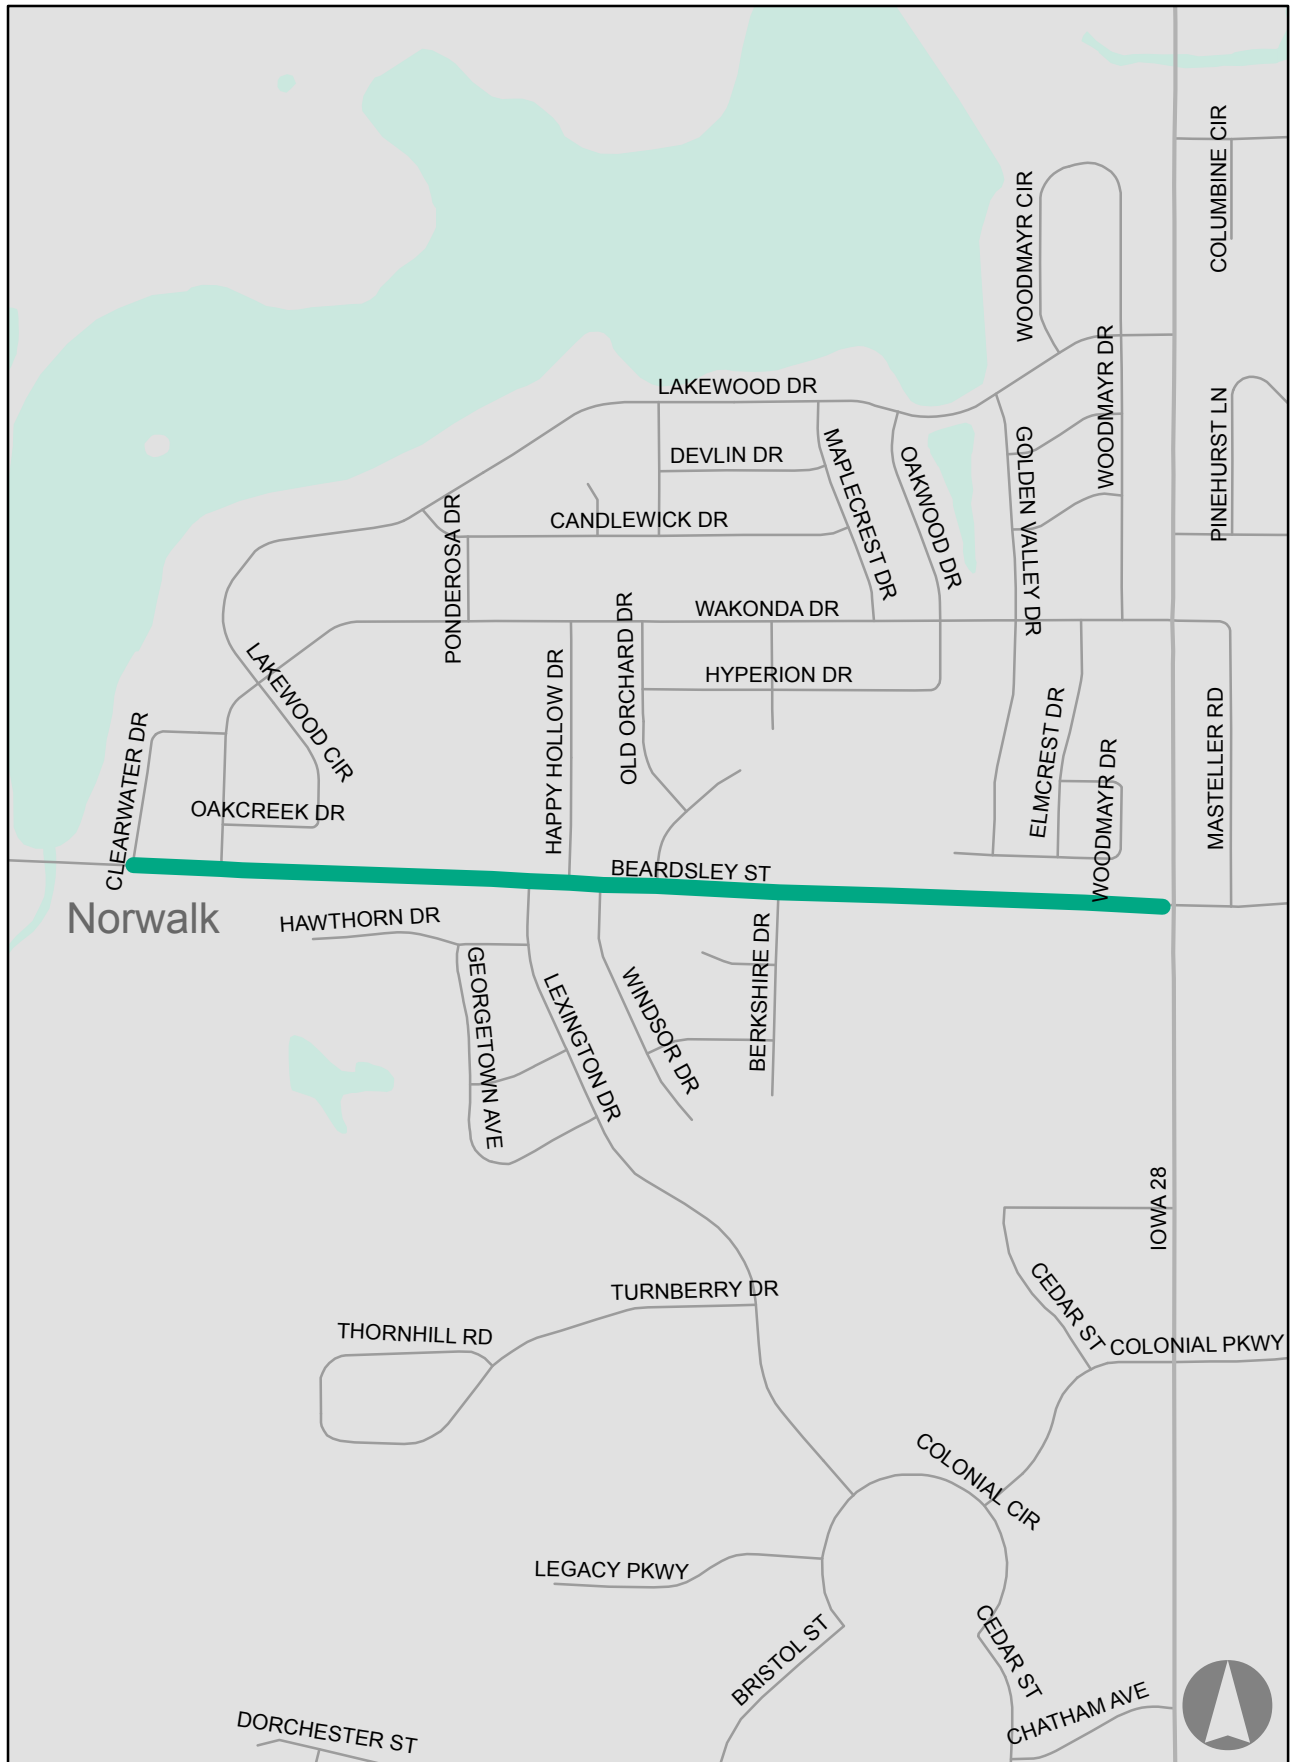 COLUMBINE CIR
WOODMAYR CIR
WOODMAYR DR
LAKEWOOD DR
PINEHURST LN
MAPLECREST DR
GOLDEN VALLEY DR
DEVLIN DR
OAKWOOD DR
PONDEROSA DR
CANDLEWICK DR
OLD ORCHARD DR
WAKONDA DR
LAKEWOOD CIR
HAPPY HOLLOW DR
HYPERION DR
ELMCREST DR
MASTELLER RD
CLEARWATER DR
WOODMAYR DR
OAKCREEK DR
BEARDSLEY ST
Norwalk
HAWTHORN DR
BERKSHIRE DR
GEORGETOWN AVE
LEXINGTON DR
WINDSOR DR
IOWA 28
CEDAR ST
TURNBERRY DR
THORNHILL RD
COLONIAL PKWY
COLONIAL CIR
LEGACY PKWY
BRISTOL ST
CEDAR ST
CHATHAM AVE
DORCHESTER ST